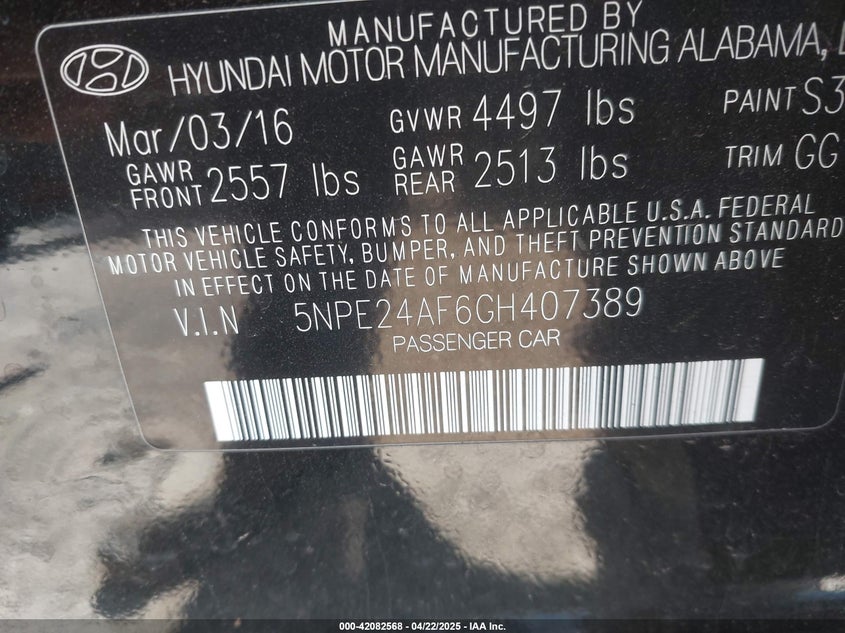 MANUFACTURED BY
HYUNDAI MOTOR MANUFACTURING ALABAMA,
Mar/03/16 GVWR 4497 lbs PAINT S3
GAWR FRONT 2557 lbs GAWR REAR 2513 lbs TRIM GG
THIS VEHICLE CONFORMS TO ALL APPLICABLE U.S.A. FEDERAL
MOTOR VEHICLE SAFETY, BUMPER, AND THEFT PREVENTION STANDARD
IN EFFECT ON THE DATE OF MANUFACTURE SHOWN ABOVE
V.I.N 5NPE24AF6GH407389
PASSENGER CAR
000-42082568 - 04/22/2025 - IAA Inc.